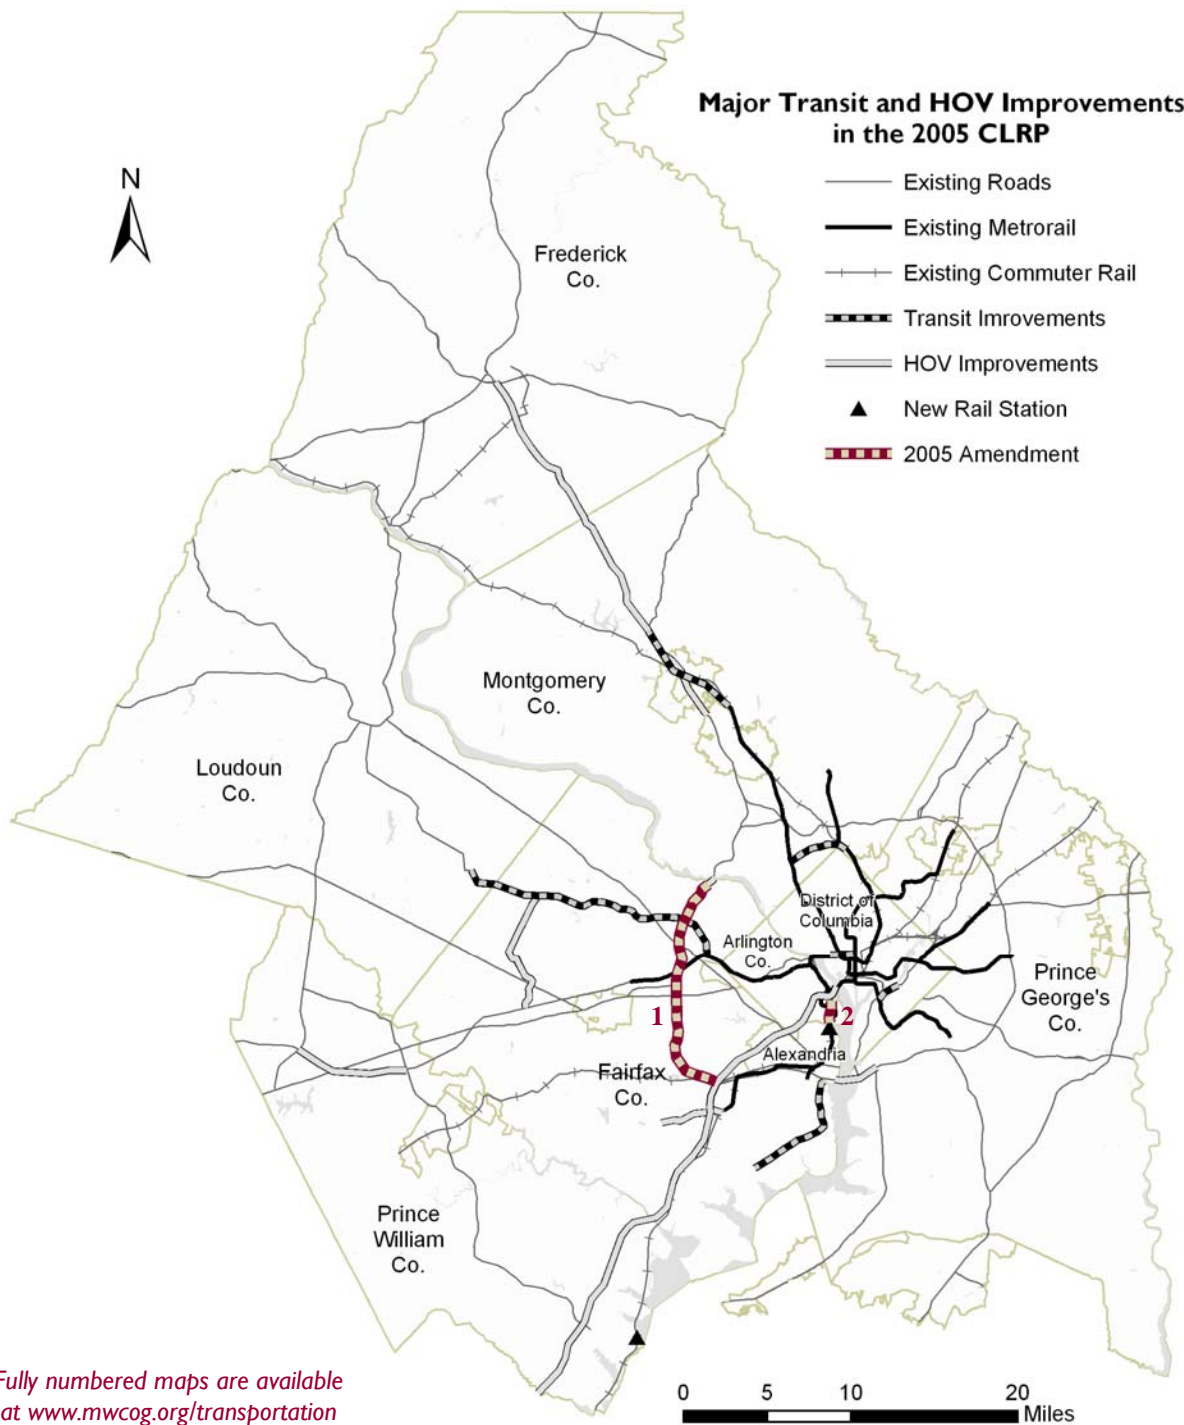 Major Transit and HOV Improvements
in the 2005 CLRP
Existing Roads
Existing Metrorail
Existing Commuter Rail
Transit Imrovements
HOV Improvements
New Rail Station
2005 Amendment
N
Frederick
Co.
Montgomery
Co.
Loudoun
Co.
District of
Columbia
Arlington
Co.
Prince
George's
Co.
1
2
Alexandria
Fairfax
Co.
Prince
William
Co.
Fully numbered maps are available
at www.mwcog.org/transportation
0 5 10 20
Miles